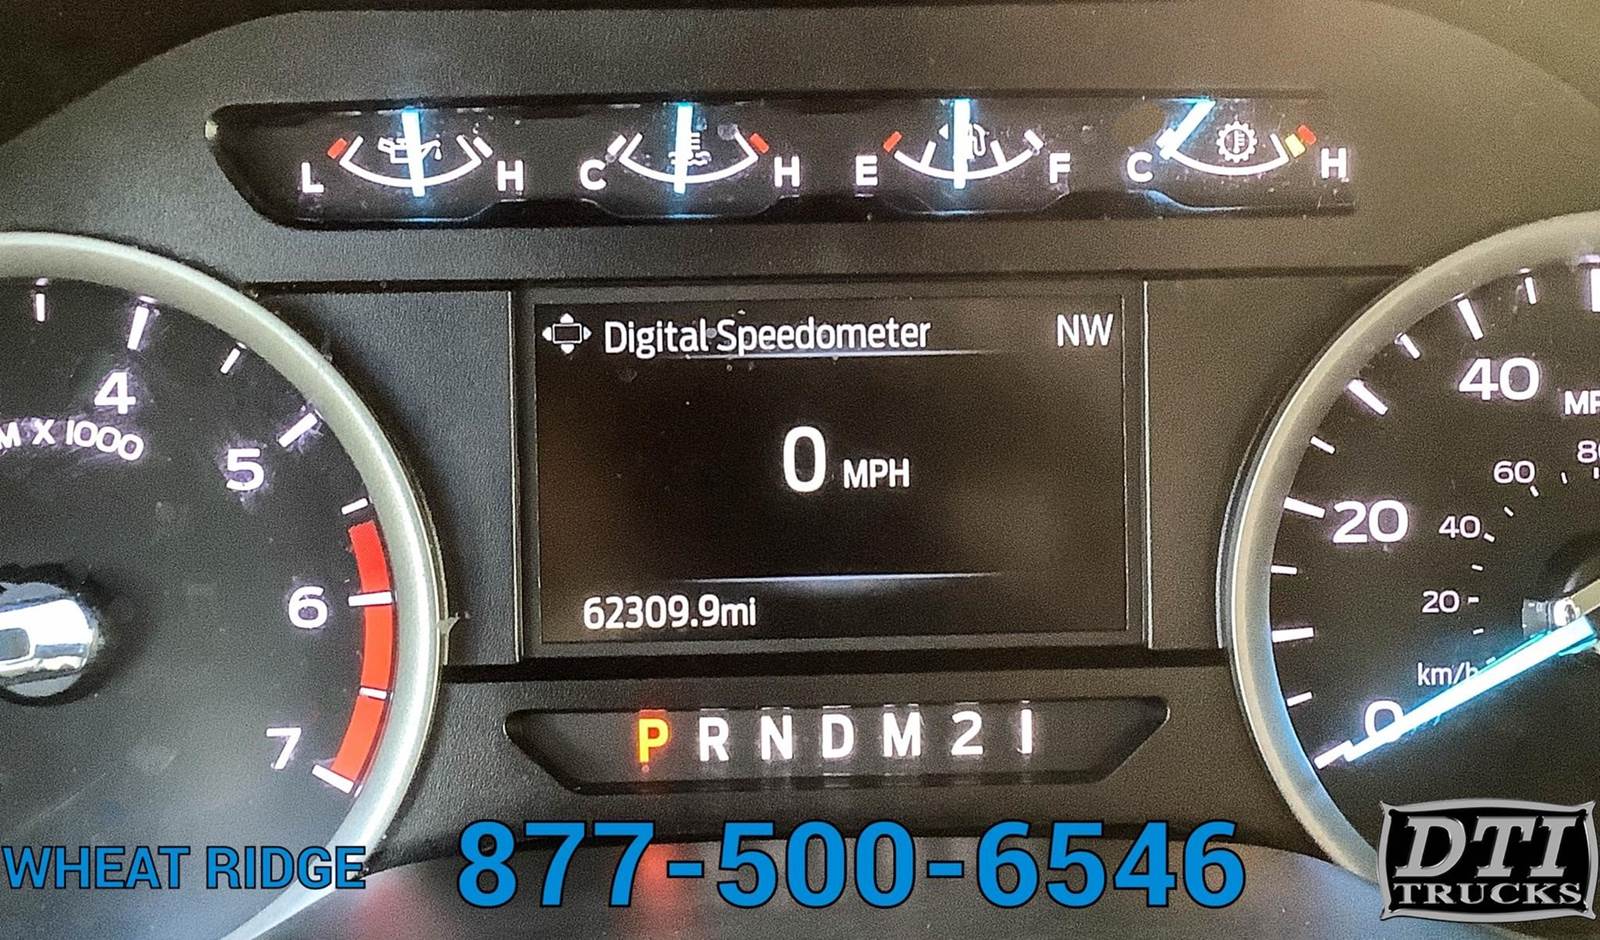 L H C H E F C H
Digital Speedometer NW
0 MPH
62309.9mi
4
X 1000
5
6
7
40
60
20 40
20
km/h
0
P R N D M 2 1
WHEAT RIDGE 877-500-6546
DTI
TRUCKS